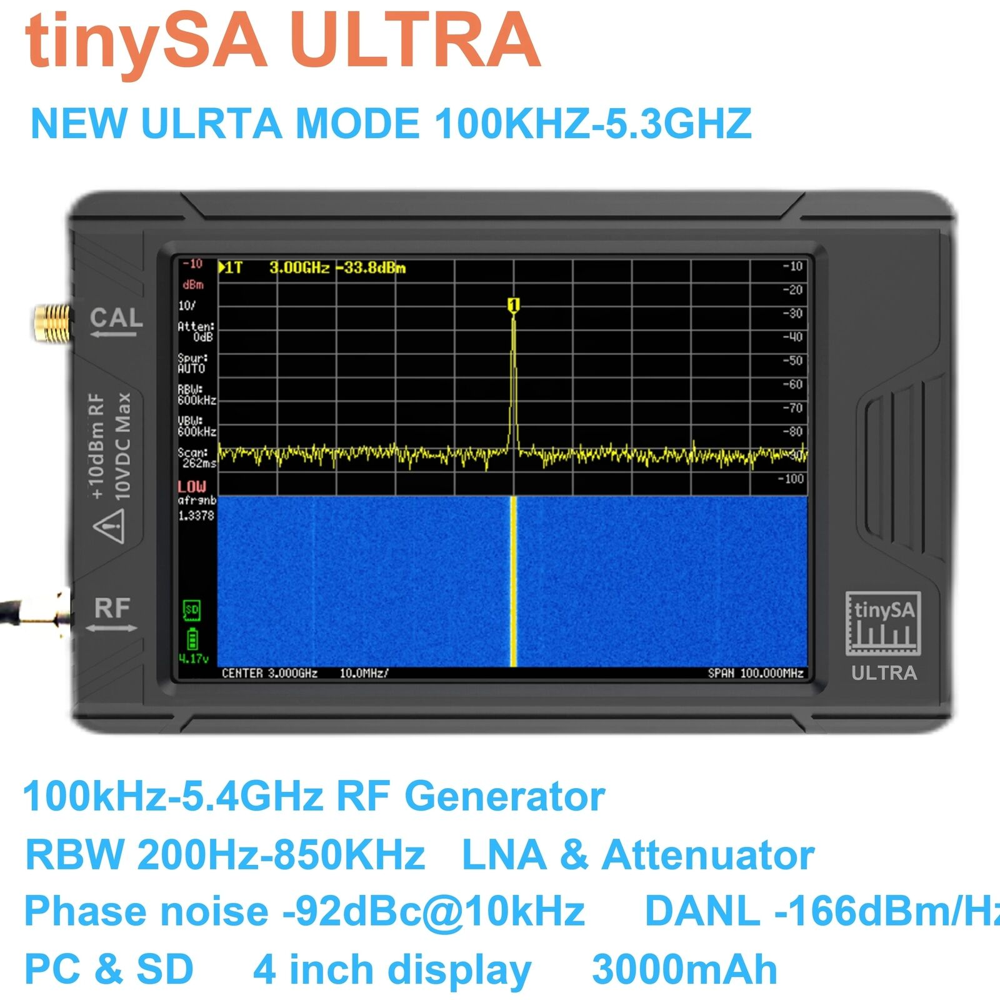 tinySA ULTRA
NEW ULRTA MODE 100KHZ-5.3GHZ
CAL
+10dBm RF
10VDC Max
RF
-10
dBm
10/
Atten:
0dB
Spur:
AUTO
RBW:
600kHz
VBW:
600kHz
Scan:
262ms
LOW
afrgnb
1.3378
SD
4.17v
1T 3.00GHz -33.8dBm
1
-10
-20
-30
-40
-50
-60
-70
-80
-90
-100
CENTER 3.000GHz 10.0MHz/ SPAN 100.000MHz
tinySA
ULTRA
100kHz-5.4GHz RF Generator
RBW 200Hz-850KHz LNA & Attenuator
Phase noise -92dBc@10kHz DANL -166dBm/Hz
PC & SD 4 inch display 3000mAh